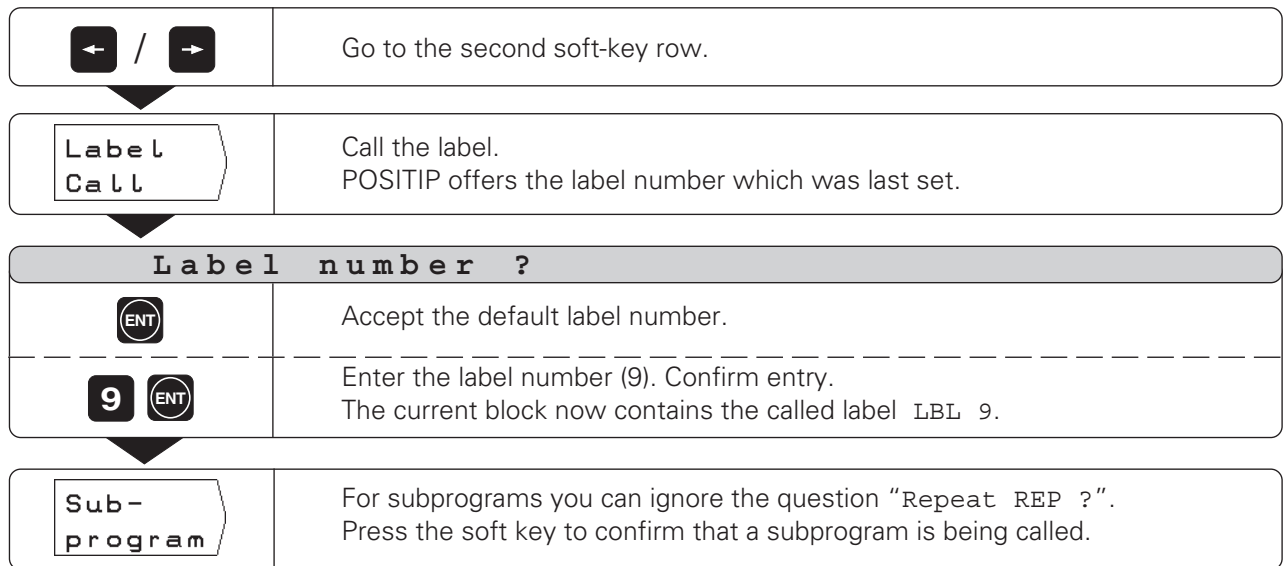 ← / → Go to the second soft-key row.
Label
Call
Call the label.
POSITIP offers the label number which was last set.
Label number ?
ENT Accept the default label number.
9 ENT
Enter the label number (9). Confirm entry.
The current block now contains the called label LBL 9.
Sub-
program
For subprograms you can ignore the question “Repeat REP ?”.
Press the soft key to confirm that a subprogram is being called.